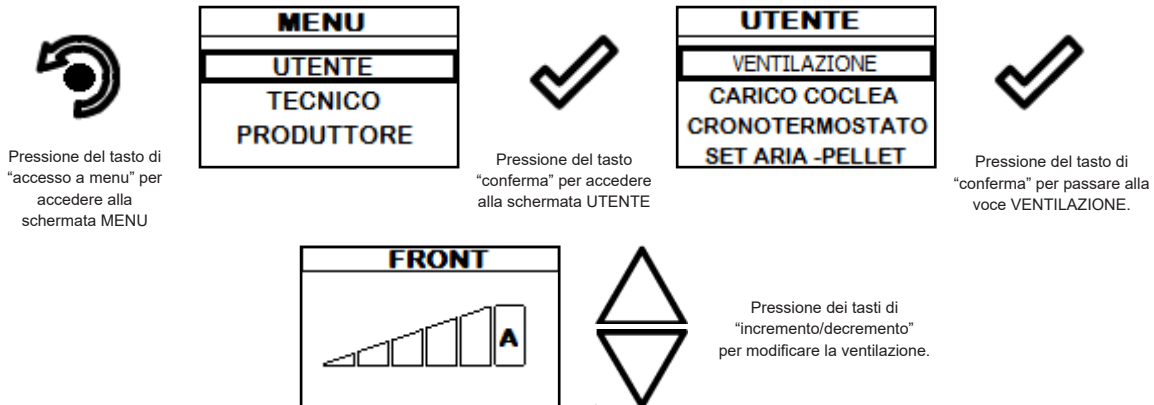 MENU
UTENTE
TECNICO
PRODUTTORE
UTENTE
VENTILAZIONE
CARICO COCLEA
CRONOTERMOSTATO
SET ARIA -PELLET
Pressione del tasto di
“accesso a menu” per
accedere alla
schermata MENU
Pressione del tasto
“conferma” per accedere
alla schermata UTENTE
Pressione del tasto di
“conferma” per passare alla
voce VENTILAZIONE.
FRONT
A
Pressione dei tasti di
“incremento/decremento”
per modificare la ventilazione.